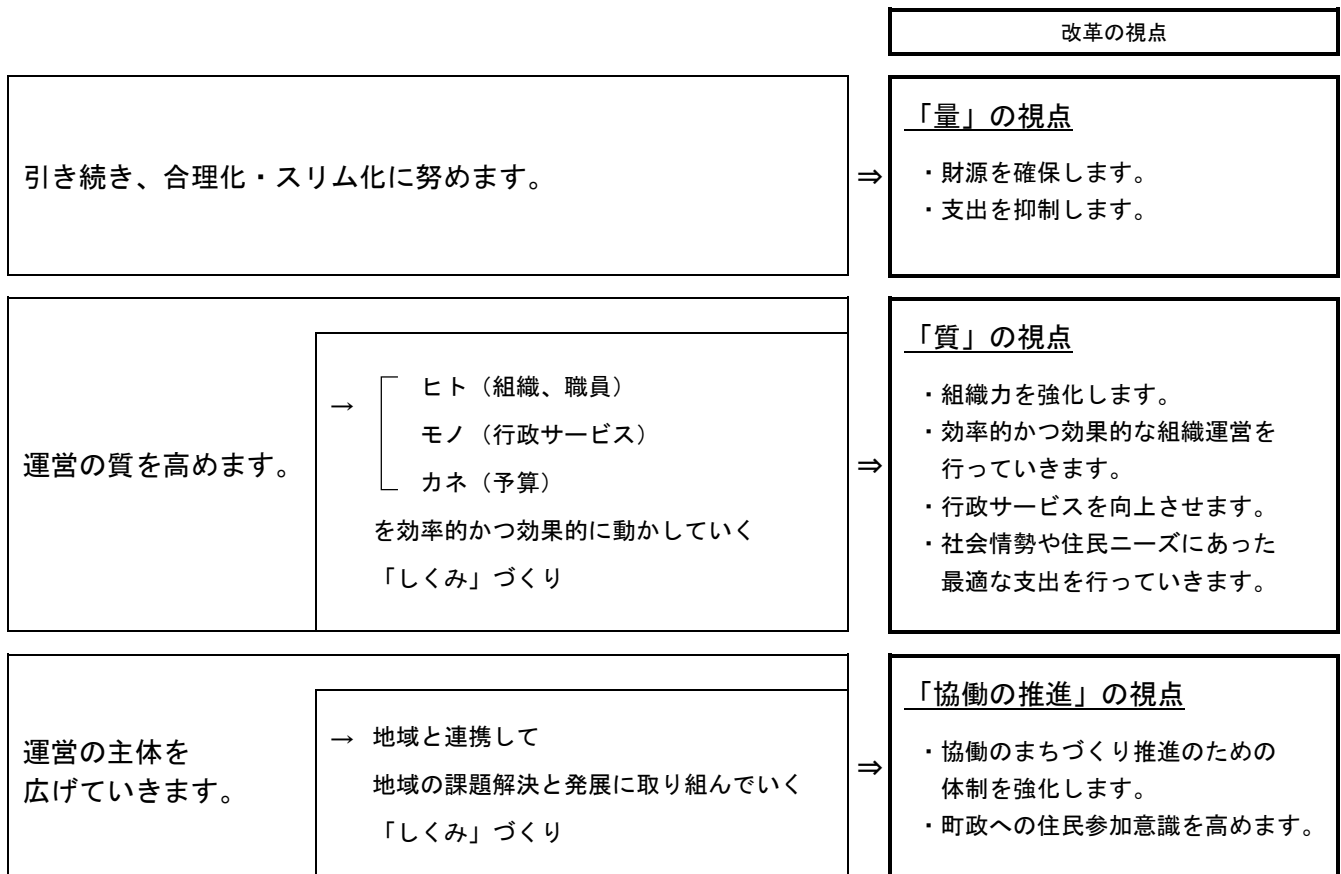 改革の視点
引き続き、合理化・スリム化に努めます。
⇒
「量」の視点
・財源を確保します。
・支出を抑制します。
運営の質を高めます。
→
ヒト（組織、職員）
モノ（行政サービス）
カネ（予算）
を効率的かつ効果的に動かしていく
「しくみ」づくり
⇒
「質」の視点
・組織力を強化します。
・効率的かつ効果的な組織運営を
行っていきます。
・行政サービスを向上させます。
・社会情勢や住民ニーズにあった
最適な支出を行っていきます。
運営の主体を
広げていきます。
→ 地域と連携して
地域の課題解決と発展に取り組んでいく
「しくみ」づくり
⇒
「協働の推進」の視点
・協働のまちづくり推進のための
体制を強化します。
・町政への住民参加意識を高めます。